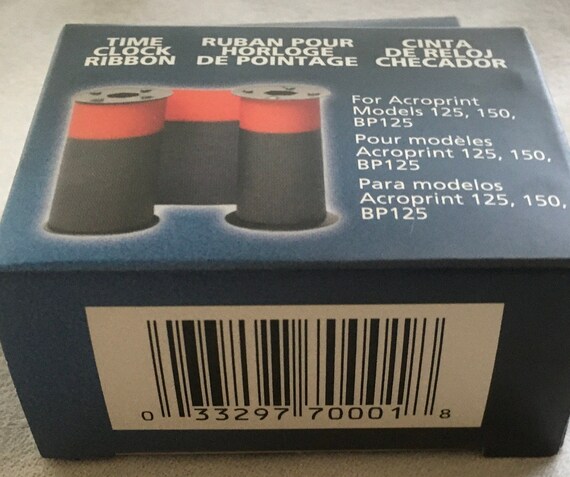 TIME
CLOCK
RIBBON
RUBAN POUR
HORLOGE
DE POINTAGE
CINTA
DE RELOJ
CHECADOR
For Acroprint
Models 125, 150,
BP125
Pour modèles
Acroprint 125, 150,
BP125
Para modelos
Acroprint 125, 150,
BP125
0 33297 70001 8